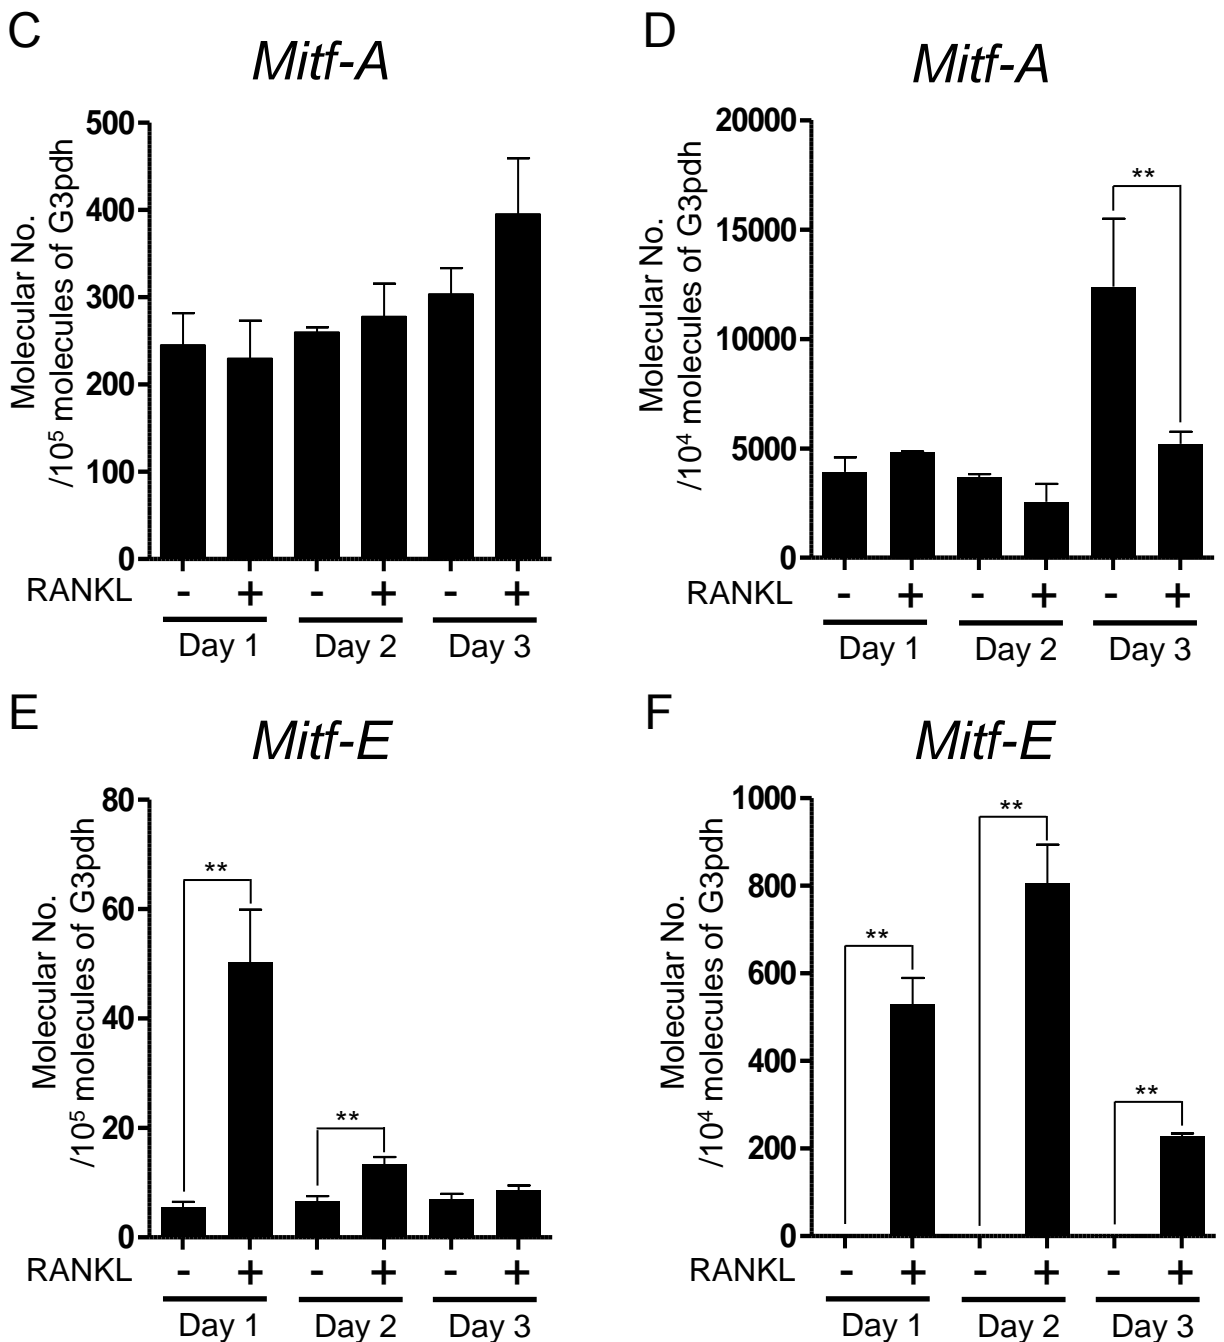 C
Mitf-A
Molecular No.
/10⁵ molecules of G3pdh
500
400
300
200
100
0
RANKL - + - + - +
Day 1 Day 2 Day 3
D
Mitf-A
Molecular No.
/10⁴ molecules of G3pdh
20000
15000
10000
5000
0
**
RANKL - + - + - +
Day 1 Day 2 Day 3
E
Mitf-E
Molecular No.
/10⁵ molecules of G3pdh
80
60
40
20
0
**
**
RANKL - + - + - +
Day 1 Day 2 Day 3
F
Mitf-E
Molecular No.
/10⁴ molecules of G3pdh
1000
800
600
400
200
0
**
**
**
RANKL - + - + - +
Day 1 Day 2 Day 3